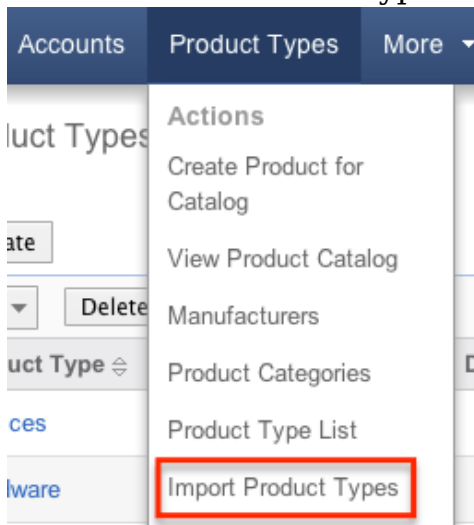 Accounts Product Types More
Actions
Create Product for
Catalog
View Product Catalog
Manufacturers
Product Categories
Product Type List
Import Product Types
duct Types
ate
Delete
uct Type
ces
lware